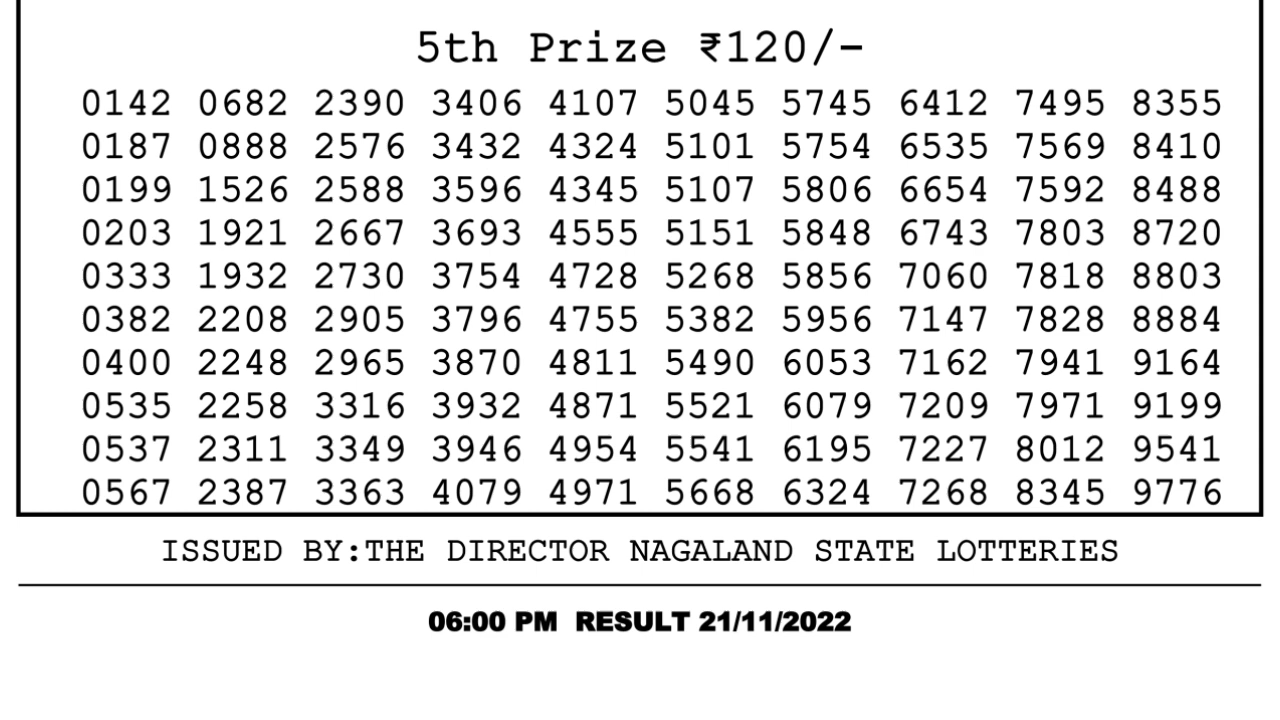 5th Prize ₹120/-
0142 0682 2390 3406 4107 5045 5745 6412 7495 8355
0187 0888 2576 3432 4324 5101 5754 6535 7569 8410
0199 1526 2588 3596 4345 5107 5806 6654 7592 8488
0203 1921 2667 3693 4555 5151 5848 6743 7803 8720
0333 1932 2730 3754 4728 5268 5856 7060 7818 8803
0382 2208 2905 3796 4755 5382 5956 7147 7828 8884
0400 2248 2965 3870 4811 5490 6053 7162 7941 9164
0535 2258 3316 3932 4871 5521 6079 7209 7971 9199
0537 2311 3349 3946 4954 5541 6195 7227 8012 9541
0567 2387 3363 4079 4971 5668 6324 7268 8345 9776
ISSUED BY:THE DIRECTOR NAGALAND STATE LOTTERIES
06:00 PM RESULT 21/11/2022